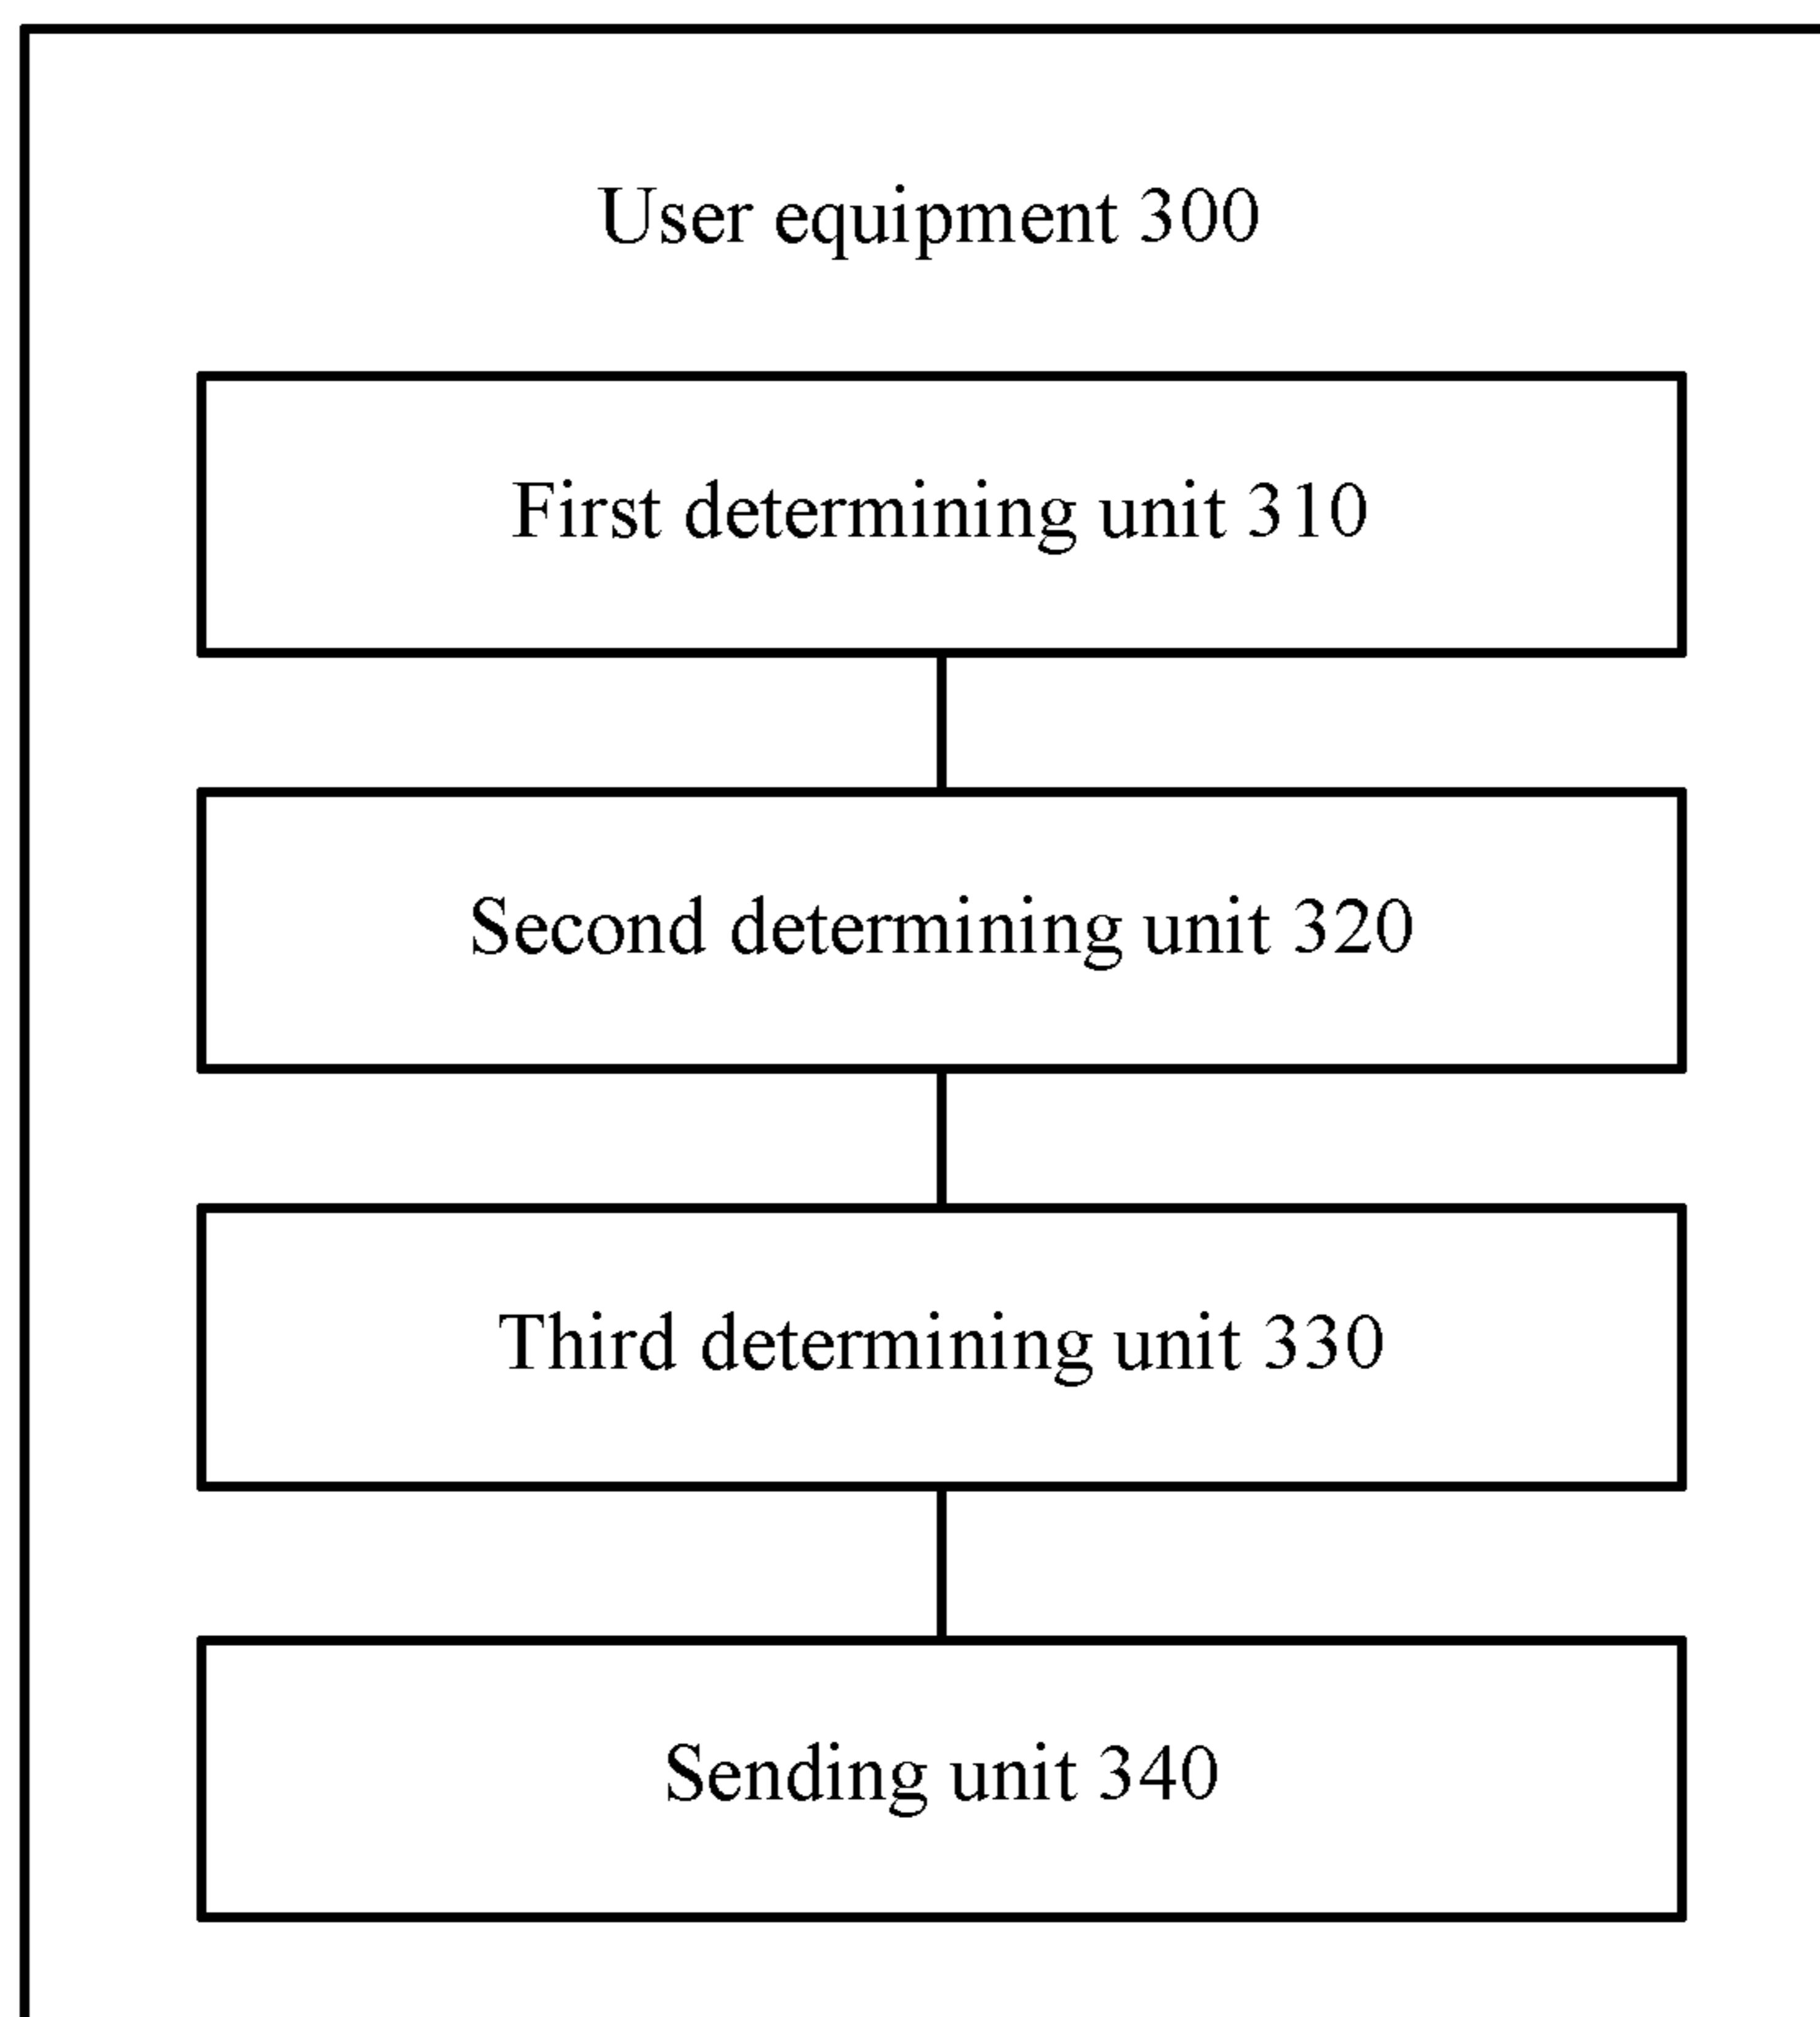 User equipment 300
First determining unit 310
Second determining unit 320
Third determining unit 330
Sending unit 340